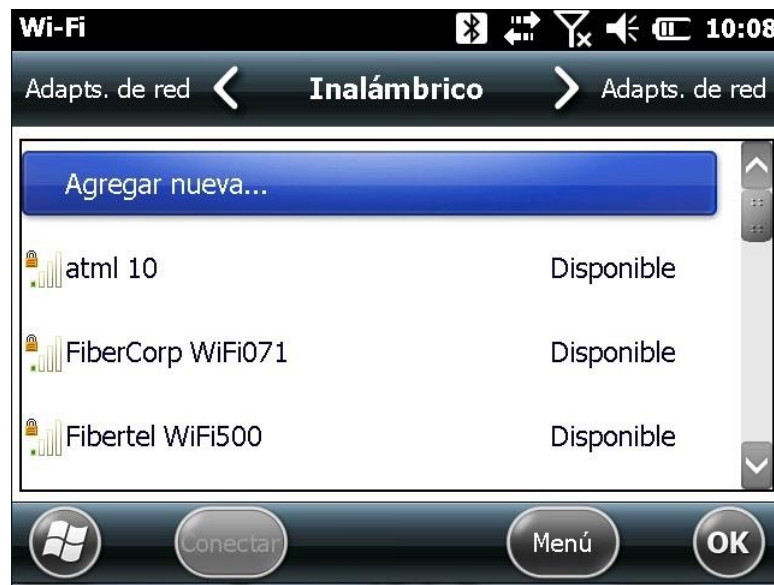 Wi-Fi 10:08
Adapts. de red Inalámbrico Adapts. de red
Agregar nueva...
atml 10 Disponible
FiberCorp WiFi071 Disponible
Fibertel WiFi500 Disponible
Conectar Menú OK